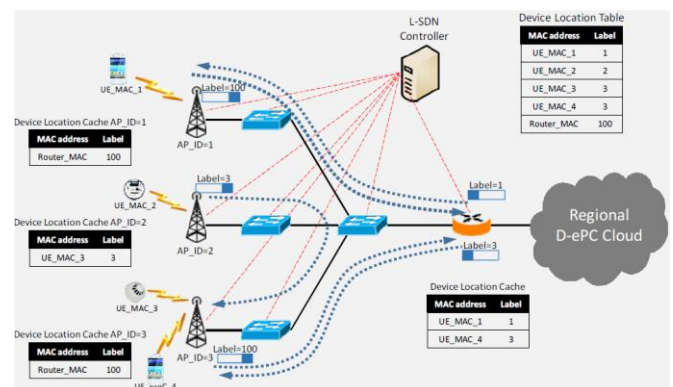 L-SDN
Controller
Device Location Table
MAC address Label
UE_MAC_1 1
UE_MAC_2 2
UE_MAC_3 3
UE_MAC_4 3
Router_MAC 100
UE_MAC_1
Label=100
AP_ID=1
Device Location Cache AP_ID=1
MAC address Label
Router_MAC 100
Label=3
UE_MAC_2
AP_ID=2
Device Location Cache AP_ID=2
MAC address Label
UE_MAC_3 3
Label=1
Label=3
Regional
D-ePC Cloud
UE_MAC_3
AP_ID=3
Label=100
Device Location Cache AP_ID=3
MAC address Label
Router_MAC 100
Device Location Cache
MAC address Label
UE_MAC_1 1
UE_MAC_4 3